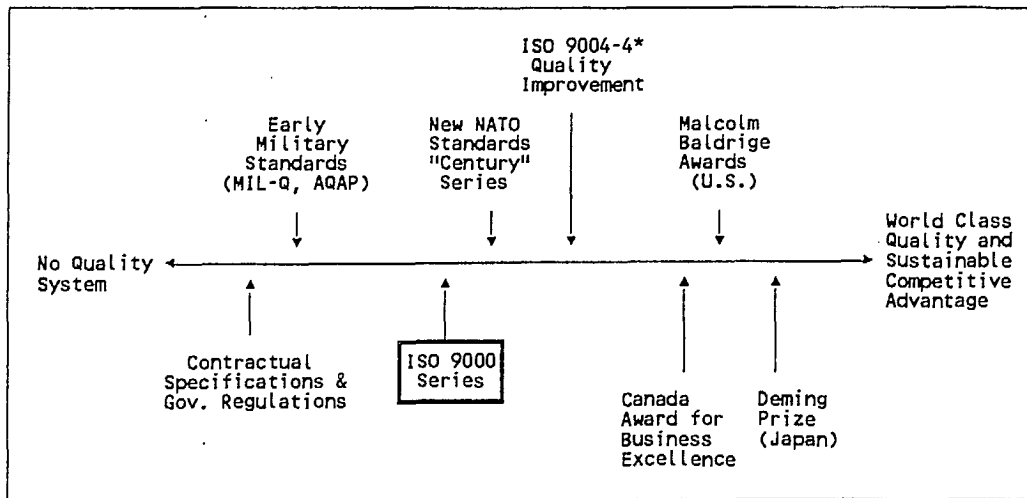 ISO 9004-4*
Quality
Improvement
Early
Military
Standards
(MIL-Q, AQAP)
New NATO
Standards
"Century"
Series
Malcolm
Baldrige
Awards
(U.S.)
No Quality
System
World Class
Quality and
Sustainable
Competitive
Advantage
Contractual
Specifications &
Gov. Regulations
ISO 9000
Series
Canada
Award for
Business
Excellence
Deming
Prize
(Japan)